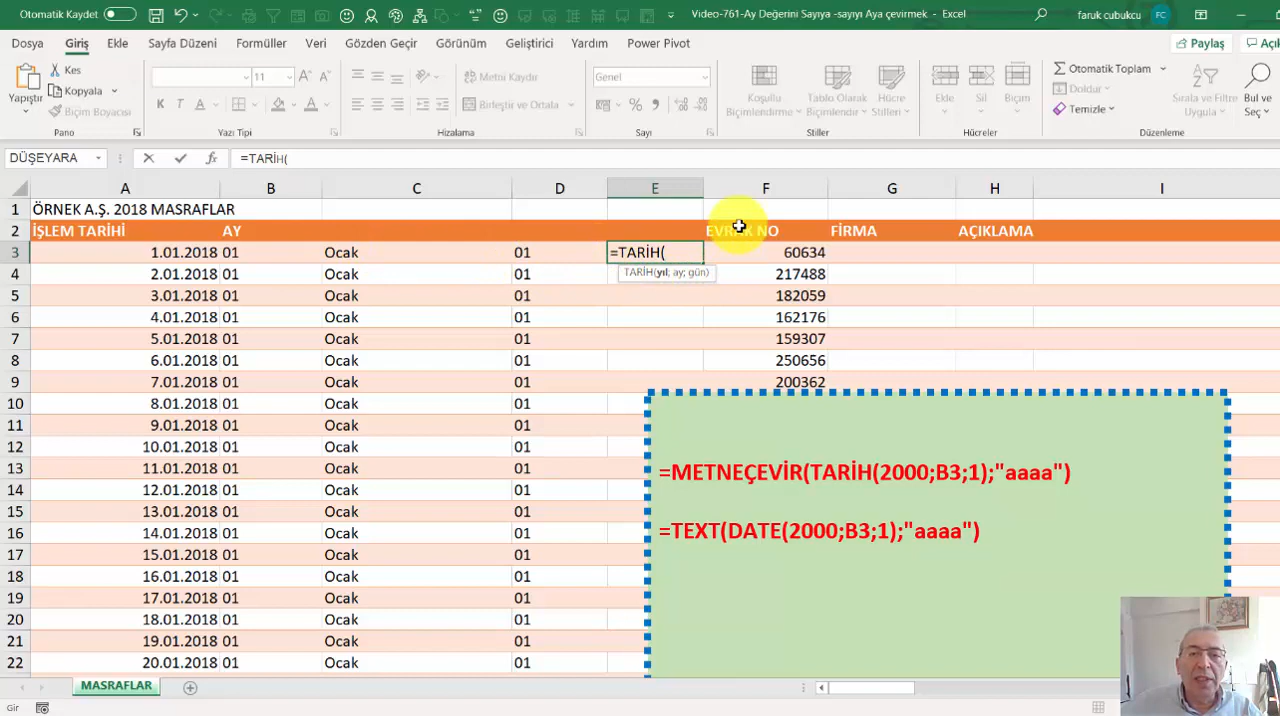 Otomatik Kaydet Video-761-Ay Değerini Sayıya -sayıyı Aya çevirmek - Excel faruk cubukcu FC
Dosya Giriş Ekle Sayfa Düzeni Formüller Veri Gözden Geçir Görünüm Geliştirici Yardım Power Pivot Paylaş Açık
Yapıştır Kes Kopyala Biçim Boyacısı
11 Metni Kaydır Birleştir ve Ortala
Genel
Koşullu Biçimlendirme Tablo Olarak Biçimlendir Hücre Stilleri
Ekle Sil Biçim
Otomatik Toplam Doldur Temizle
Sırala ve Filtre Uygula Bul ve Seç
Pano Yazı Tipi Hizalama Sayı Stiller Hücreler Düzenleme
DÜŞEYARA fx =TARİH(
A B C D E F G H I
1 ÖRNEK A.Ş. 2018 MASRAFLAR
2 İŞLEM TARİHİ AY EVRAK NO FİRMA AÇIKLAMA
3 1.01.2018 01 Ocak 01 =TARİH( 60634
TARİH(yıl; ay; gün)
4 2.01.2018 01 Ocak 01 217488
5 3.01.2018 01 Ocak 01 182059
6 4.01.2018 01 Ocak 01 162176
7 5.01.2018 01 Ocak 01 159307
8 6.01.2018 01 Ocak 01 250656
9 7.01.2018 01 Ocak 01 200362
10 8.01.2018 01 Ocak 01
11 9.01.2018 01 Ocak 01
12 10.01.2018 01 Ocak 01
13 11.01.2018 01 Ocak 01
14 12.01.2018 01 Ocak 01
15 13.01.2018 01 Ocak 01
16 14.01.2018 01 Ocak 01
17 15.01.2018 01 Ocak 01
18 16.01.2018 01 Ocak 01
19 17.01.2018 01 Ocak 01
20 18.01.2018 01 Ocak 01
21 19.01.2018 01 Ocak 01
22 20.01.2018 01 Ocak 01
=METNEÇEVİR(TARİH(2000;B3;1);"aaaa")
=TEXT(DATE(2000;B3;1);"aaaa")
MASRAFLAR
Gir